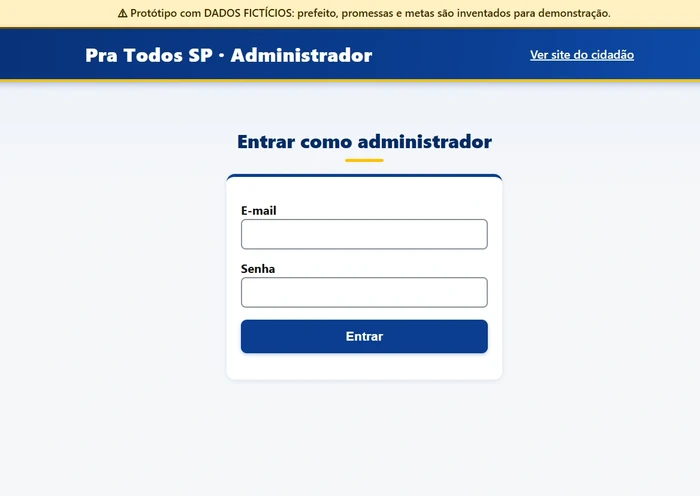 ⚠ Protótipo com DADOS FICTÍCIOS: prefeito, promessas e metas são inventados para demonstração.
Pra Todos SP · Administrador
Ver site do cidadão
Entrar como administrador
E-mail
Senha
Entrar